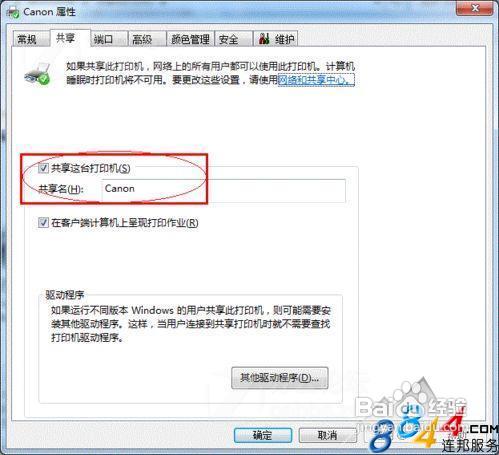 Canon 属性
常规 共享 端口 高级 颜色管理 安全 维护
如果共享此打印机，网络上的所有用户都可以使用此打印机。计算机
睡眠时打印机将不可用。要更改这些设置，请使用网络和共享中心。
共享这台打印机(S)
共享名(H): Canon
在客户端计算机上呈现打印作业(R)
驱动程序
如果运行不同版本 Windows 的用户共享此打印机，则可能需要安
装其他驱动程序。这样，当用户连接到共享打印机时就不需要查找
打印机驱动程序。
其他驱动程序(D)...
确定 取消
Baidu 经验
jingyan.baidu.com
8844.COM
连邦服务